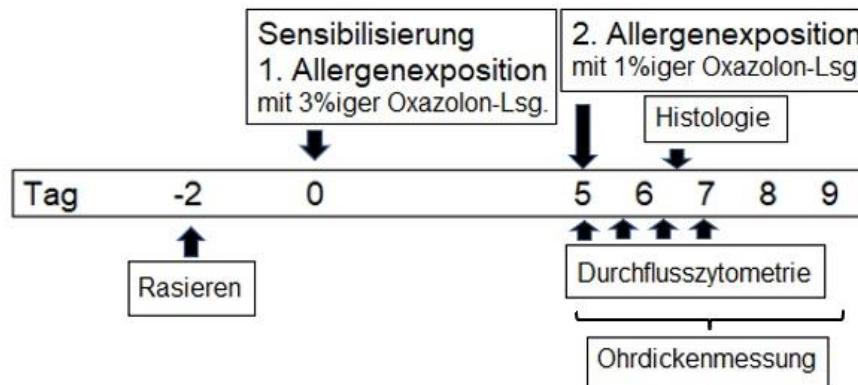 Sensibilisierung
1. Allergenexposition
mit 3%iger Oxazolon-Lsg.
2. Allergenexposition
mit 1%iger Oxazolon-Lsg
Histologie
Tag -2 0 5 6 7 8 9
Rasieren
Durchflusszytometrie
Ohrdickenmessung